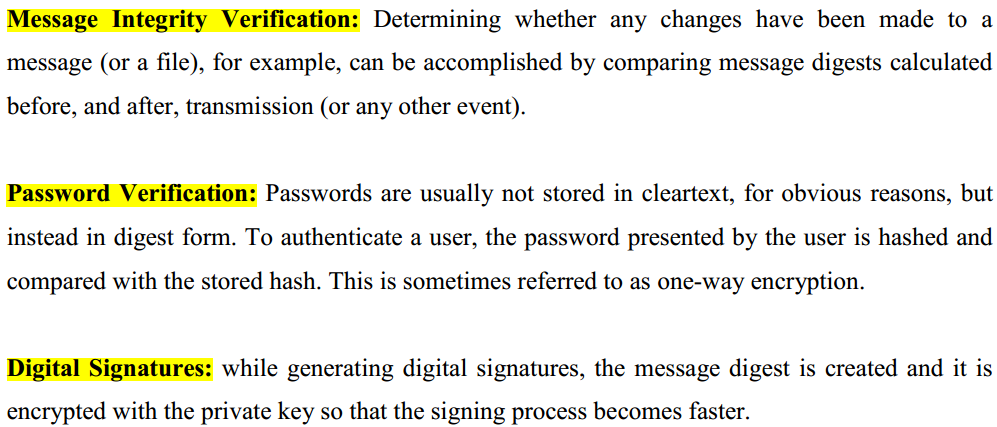 Message Integrity Verification: Determining whether any changes have been made to a
message (or a file), for example, can be accomplished by comparing message digests calculated
before, and after, transmission (or any other event).
Password Verification: Passwords are usually not stored in cleartext, for obvious reasons, but
instead in digest form. To authenticate a user, the password presented by the user is hashed and
compared with the stored hash. This is sometimes referred to as one-way encryption.
Digital Signatures: while generating digital signatures, the message digest is created and it is
encrypted with the private key so that the signing process becomes faster.